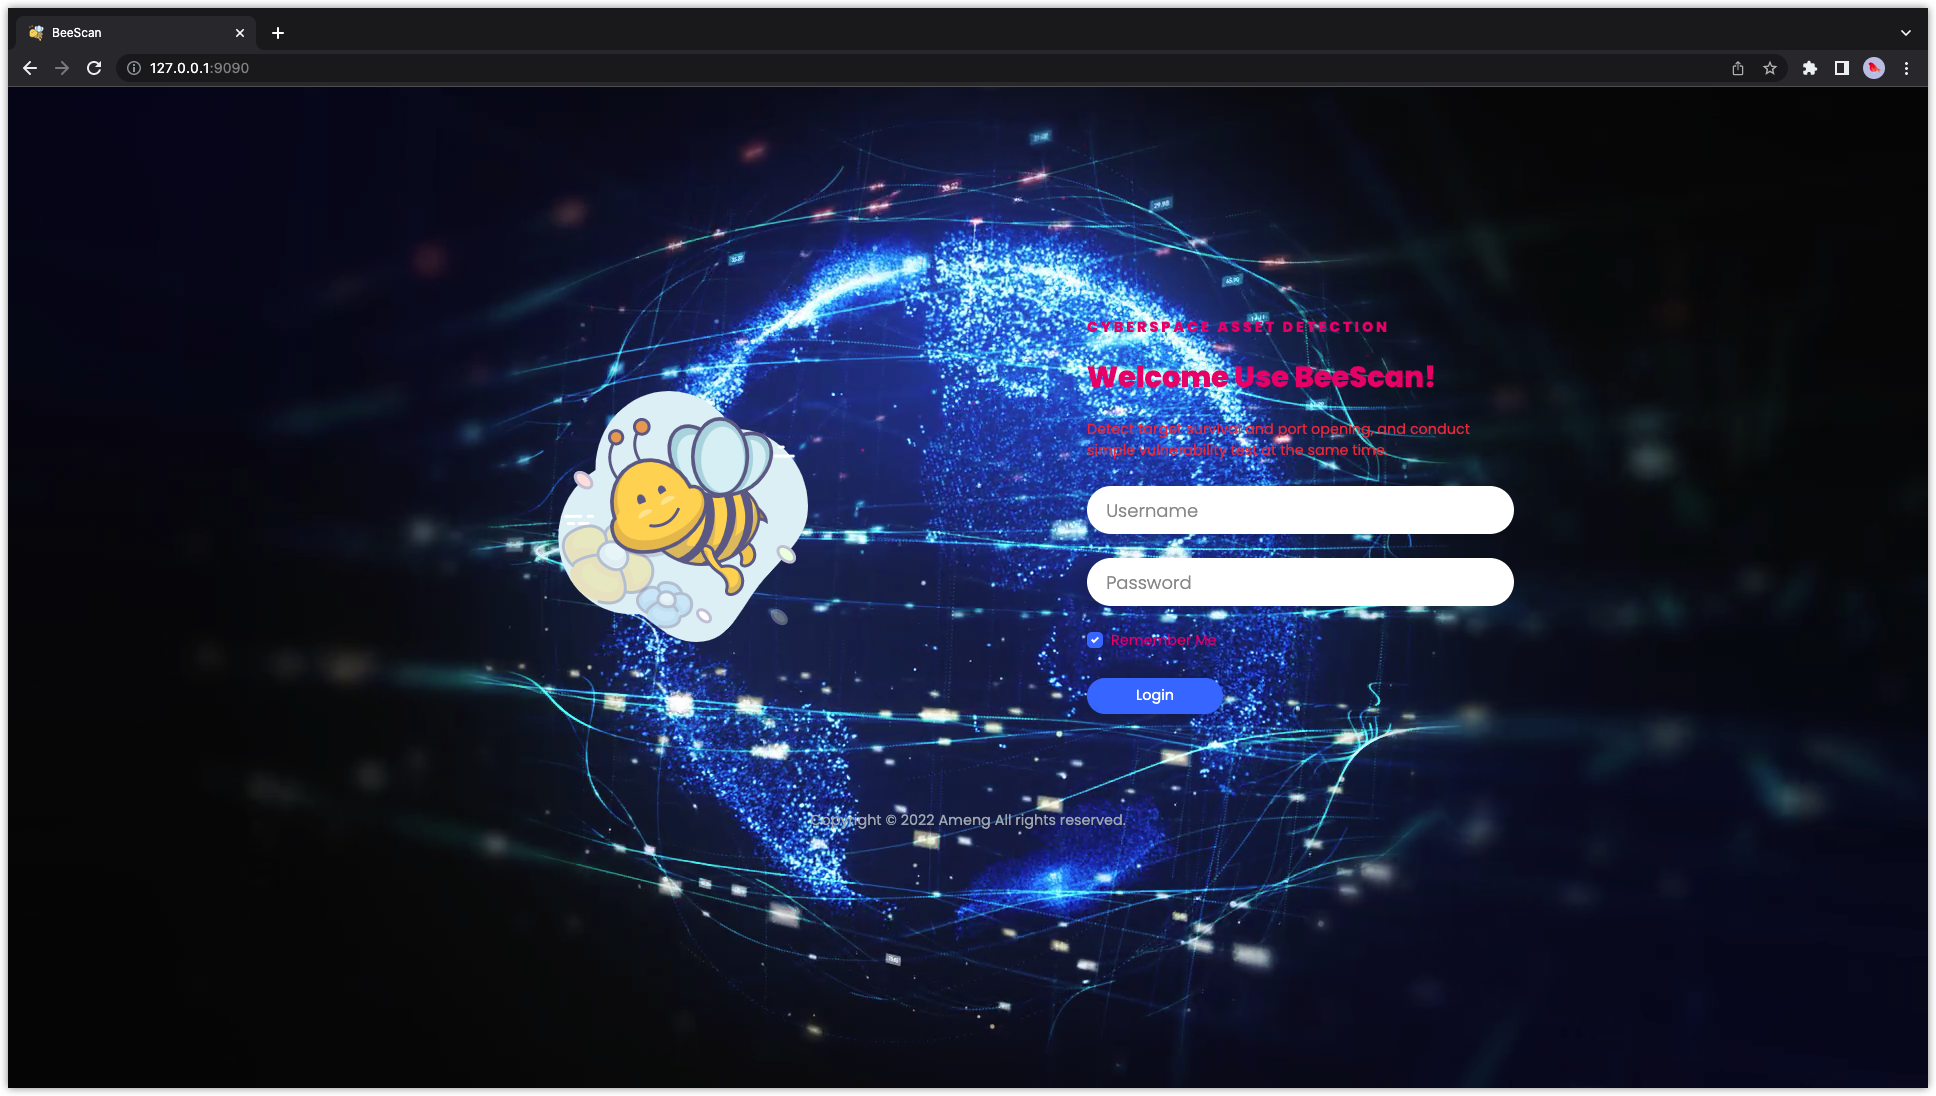 BeeScan
127.0.0.1:9090
CYBERSPACE ASSET DETECTION
Welcome Use BeeScan!
Detect target survival and port opening, and conduct
simple vulnerability test at the same time.
Username
Password
Remember Me
Login
Copyright © 2022 Ameng All rights reserved.